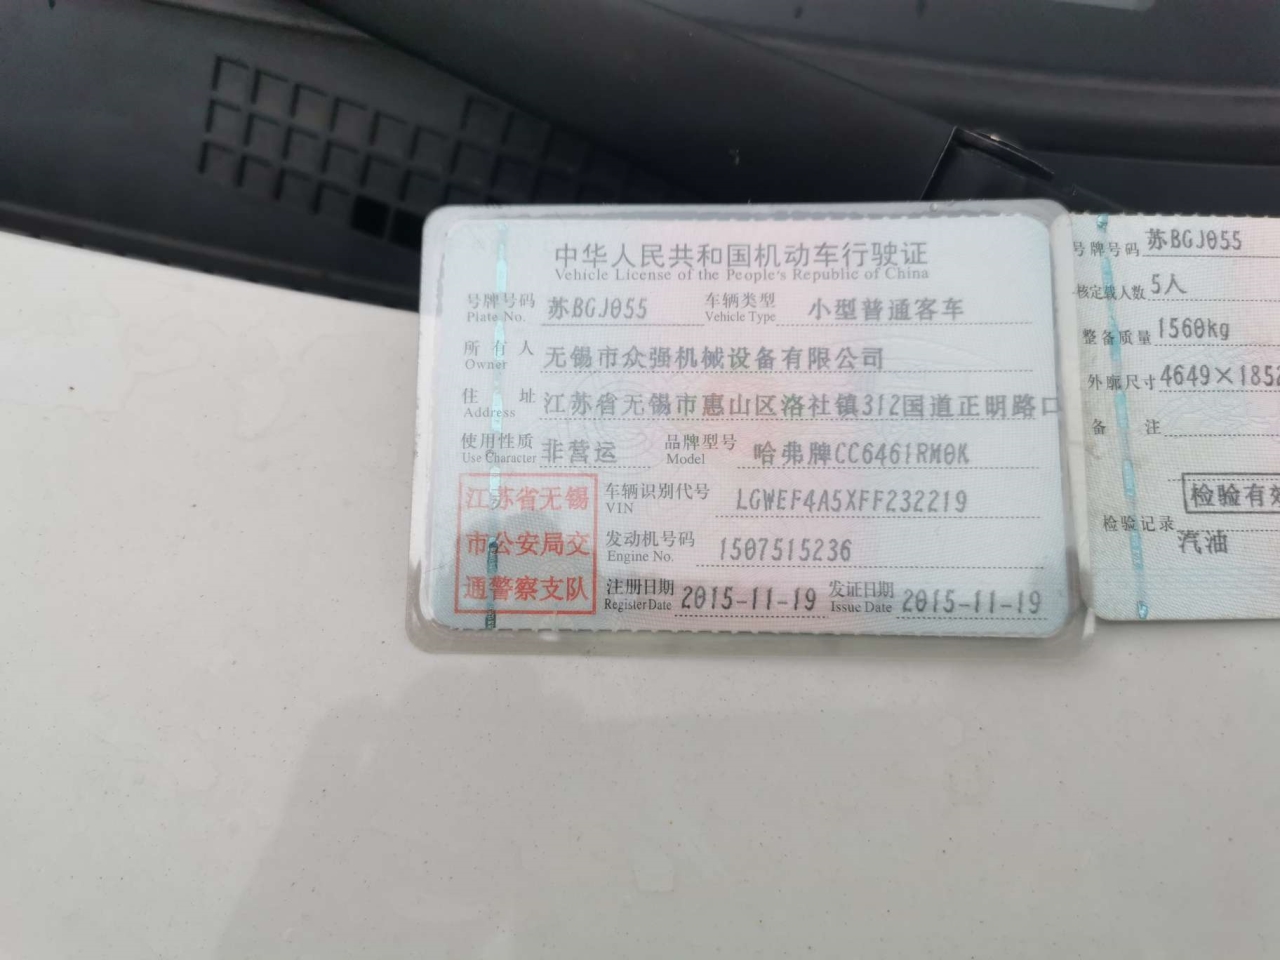 中华人民共和国机动车行驶证
Vehicle License of the People's Republic of China
号牌号码 苏BGJ055 车辆类型 小型普通客车
Plate No. Vehicle Type
所有人 无锡市众强机械设备有限公司
Owner
住址 江苏省无锡市惠山区洛社镇312国道正明路口
Address
使用性质 非营运 品牌型号 哈弗牌CC6461RM0K
Use Character Model
江苏省无锡
市公安局交
通警察支队
车辆识别代号 LGWEF4A5XFF232219
VIN
发动机号码 1507515236
Engine No.
注册日期 2015-11-19 发证日期 2015-11-19
Register Date Issue Date
号牌号码 苏BGJ055
核定载人数 5人
整备质量 1560kg
外廓尺寸 4649×1852
备注
检验有效
检验记录
汽油